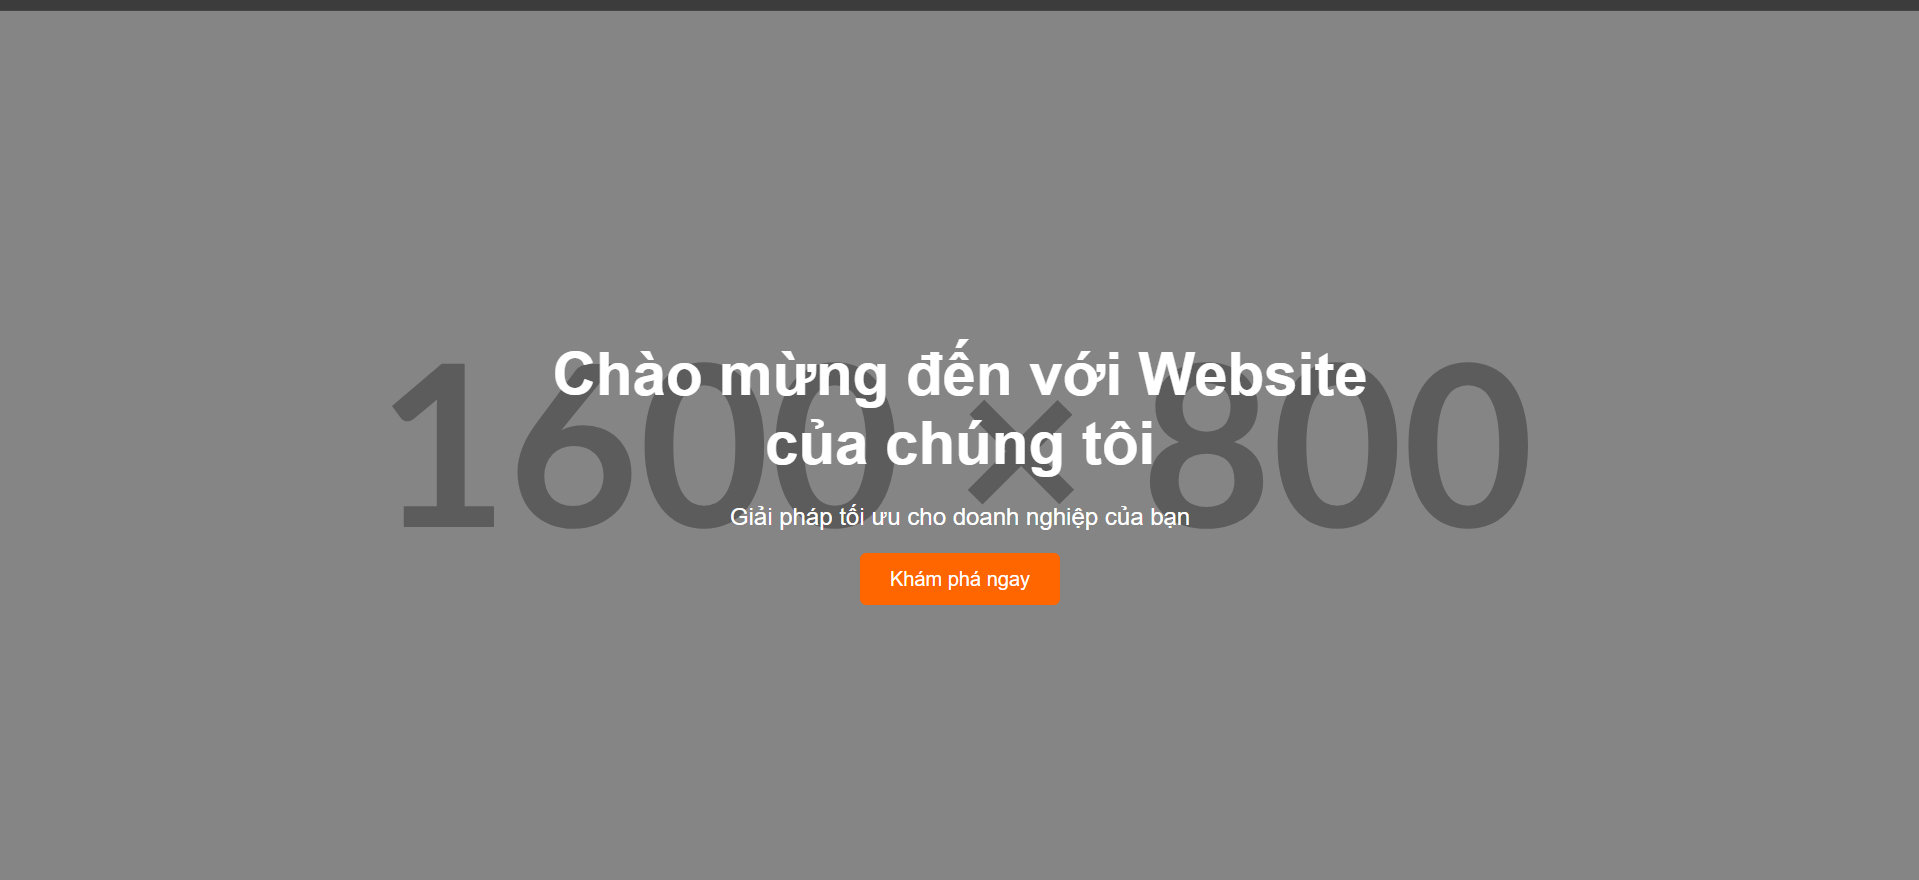 1600 × 800
Chào mừng đến với Website
của chúng tôi
Giải pháp tối ưu cho doanh nghiệp của bạn
Khám phá ngay